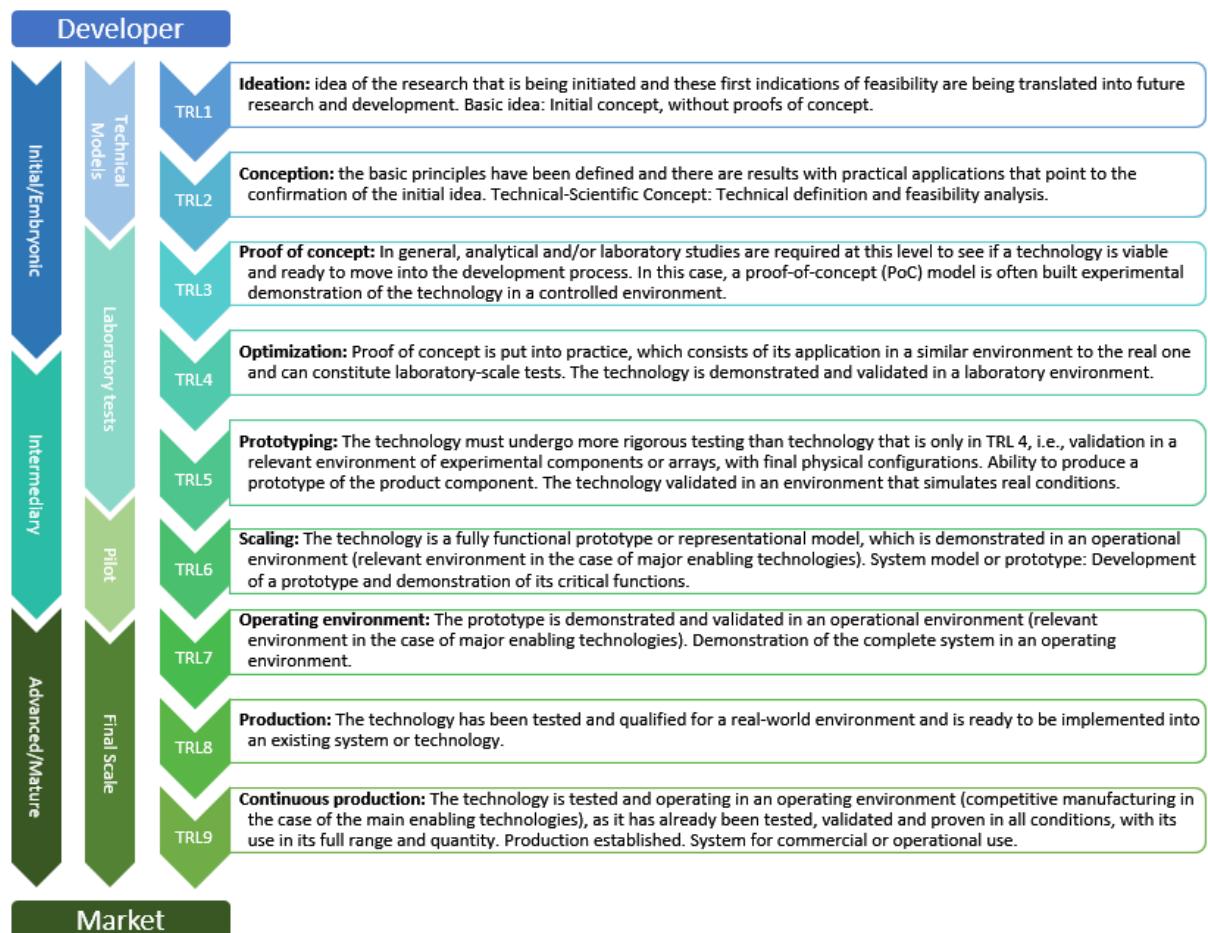 Developer
Initial/Embryonic
Intermediary
Advanced/Mature
Technical
Models
Laboratory tests
Pilot
Final Scale
TRL1
Ideation: idea of the research that is being initiated and these first indications of feasibility are being translated into future
research and development. Basic idea: Initial concept, without proofs of concept.
TRL2
Conception: the basic principles have been defined and there are results with practical applications that point to the
confirmation of the initial idea. Technical-Scientific Concept: Technical definition and feasibility analysis.
TRL3
Proof of concept: In general, analytical and/or laboratory studies are required at this level to see if a technology is viable
and ready to move into the development process. In this case, a proof-of-concept (PoC) model is often built experimental
demonstration of the technology in a controlled environment.
TRL4
Optimization: Proof of concept is put into practice, which consists of its application in a similar environment to the real one
and can constitute laboratory-scale tests. The technology is demonstrated and validated in a laboratory environment.
TRL5
Prototyping: The technology must undergo more rigorous testing than technology that is only in TRL 4, i.e., validation in a
relevant environment of experimental components or arrays, with final physical configurations. Ability to produce a
prototype of the product component. The technology validated in an environment that simulates real conditions.
TRL6
Scaling: The technology is a fully functional prototype or representational model, which is demonstrated in an operational
environment (relevant environment in the case of major enabling technologies). System model or prototype: Development
of a prototype and demonstration of its critical functions.
TRL7
Operating environment: The prototype is demonstrated and validated in an operational environment (relevant
environment in the case of major enabling technologies). Demonstration of the complete system in an operating
environment.
TRL8
Production: The technology has been tested and qualified for a real-world environment and is ready to be implemented into
an existing system or technology.
TRL9
Continuous production: The technology is tested and operating in an operating environment (competitive manufacturing in
the case of the main enabling technologies), as it has already been tested, validated and proven in all conditions, with its
use in its full range and quantity. Production established. System for commercial or operational use.
Market